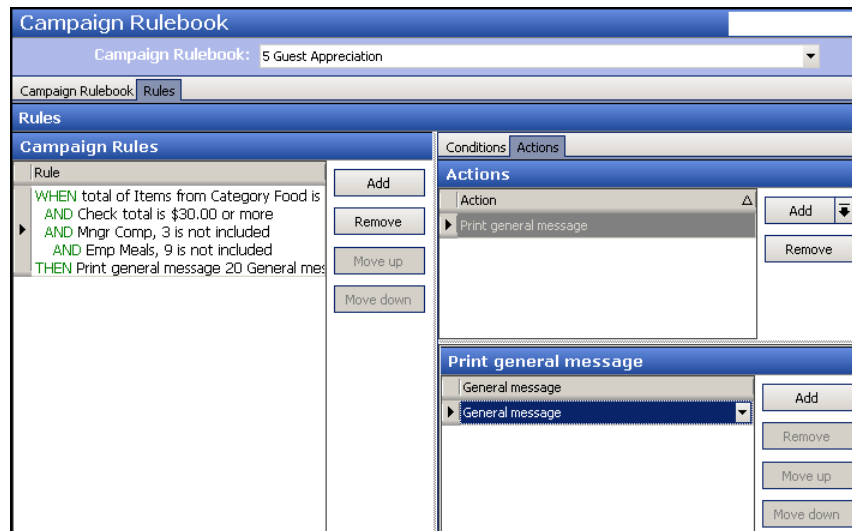 Campaign Rulebook
Campaign Rulebook: 5 Guest Appreciation
Campaign Rulebook Rules
Rules
Campaign Rules
Rule
WHEN total of Items from Category Food is
AND Check total is $30.00 or more
AND Mngr Comp, 3 is not included
AND Emp Meals, 9 is not included
THEN Print general message 20 General mes
Add
Remove
Move up
Move down
Conditions Actions
Actions
Action
Print general message
Add
Remove
Print general message
General message
General message
Add
Remove
Move up
Move down